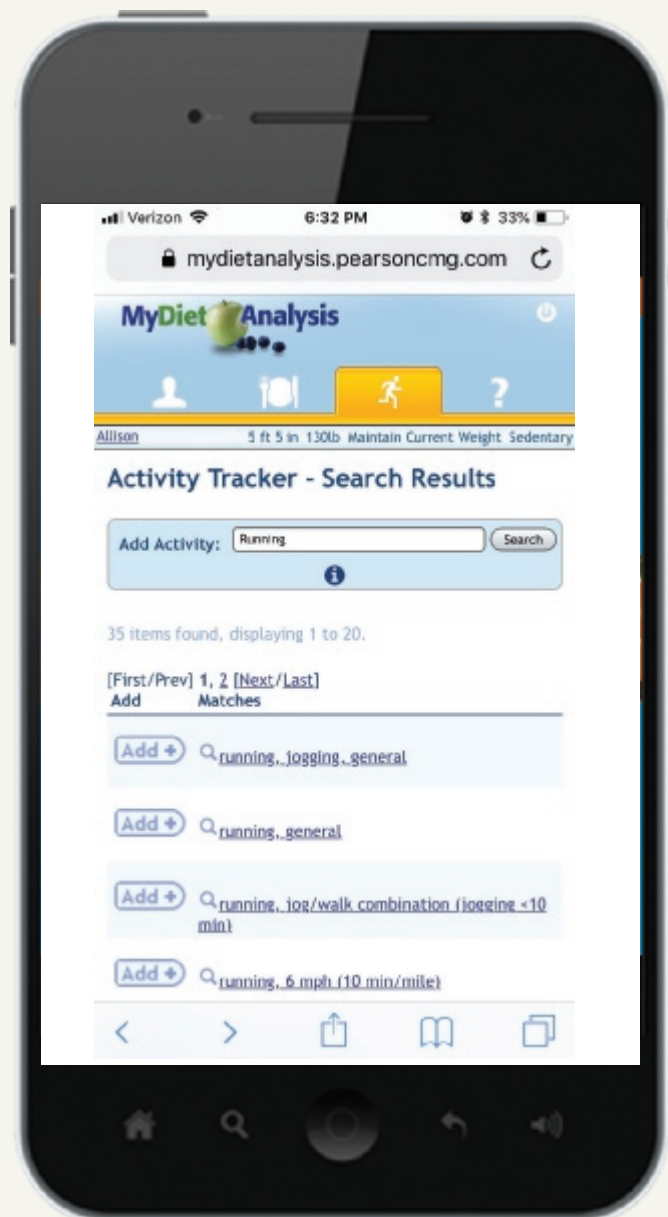 Verizon 6:32 PM 33%
mydietanalysis.pearsoncmg.com
MyDiet Analysis
?
Allison 5 ft 5 in 130lb Maintain Current Weight Sedentary
Activity Tracker - Search Results
Add Activity: Running Search
i
35 items found, displaying 1 to 20.
[First/Prev] 1, 2 [Next/Last]
Add Matches
Add + running, jogging, general
Add + running, general
Add + running, jog/walk combination (jogging <10
min)
Add + running, 6 mph (10 min/mile)